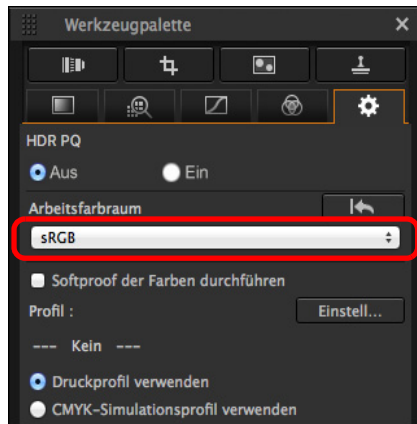 Werkzeugpalette
HDR PQ
Aus Ein
Arbeitsfarbraum
sRGB
Softproof der Farben durchführen
Profil : Einstell...
--- Kein ---
Druckprofil verwenden
CMYK-Simulationsprofil verwenden